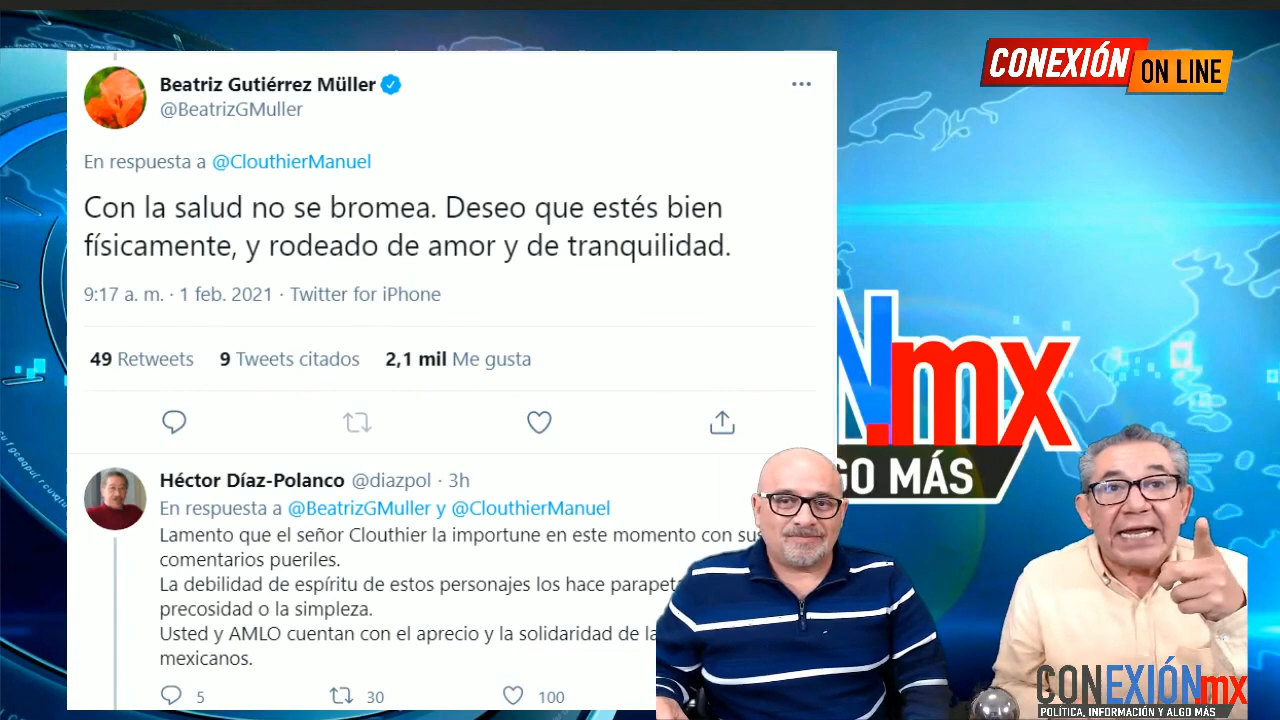 CONEXIÓN
ON LINE
Beatriz Gutiérrez Müller
@BeatrizGMuller
En respuesta a @ClouthierManuel
Con la salud no se bromea. Deseo que estés bien
físicamente, y rodeado de amor y de tranquilidad.
9:17 a. m. · 1 feb. 2021 · Twitter for iPhone
49 Retweets 9 Tweets citados 2,1 mil Me gusta
Héctor Díaz-Polanco @diazpol · 3h
En respuesta a @BeatrizGMuller y @ClouthierManuel
Lamento que el señor Clouthier la importune en este momento con sus
comentarios pueriles.
La debilidad de espíritu de estos personajes los hace
precosidad o la simpleza.
Usted y AMLO cuentan con el aprecio y la solidaridad de
mexicanos.
5 30 100
N.mx
GO MÁS
CONEXIÓNmx
POLÍTICA, INFORMACIÓN Y ALGO MÁS